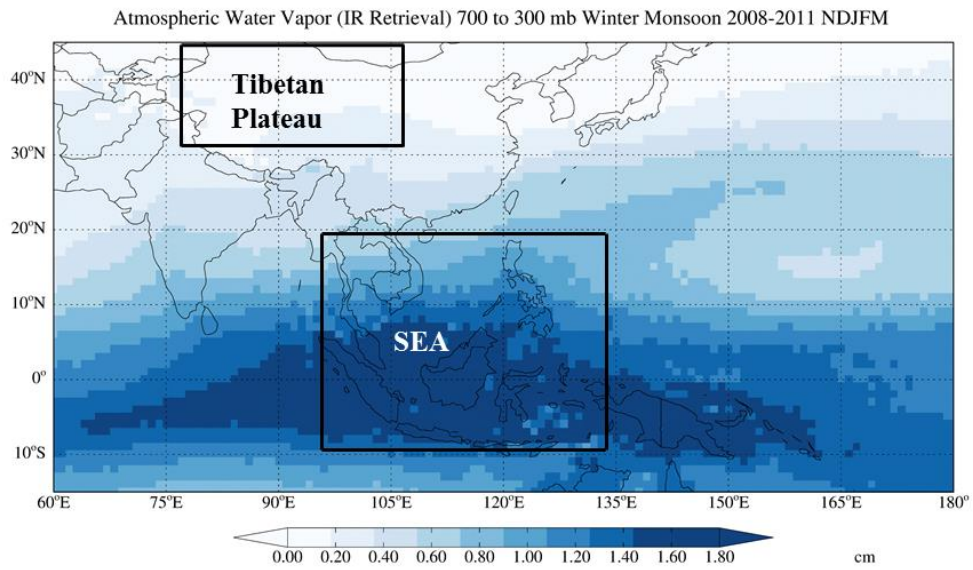 Atmospheric Water Vapor (IR Retrieval) 700 to 300 mb Winter Monsoon 2008-2011 NDJFM
40°N
Tibetan
Plateau
30°N
20°N
10°N
SEA
0°
10°S
60°E 75°E 90°E 105°E 120°E 135°E 150°E 165°E 180°
0.00 0.20 0.40 0.60 0.80 1.00 1.20 1.40 1.60 1.80 cm